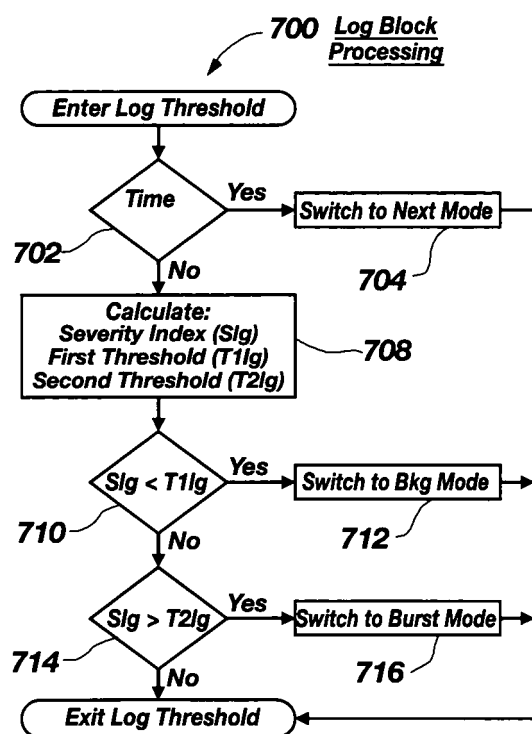 700 Log Block
Processing
Enter Log Threshold
Time
Yes
Switch to Next Mode
702
704
No
Calculate:
Severity Index (Slg)
First Threshold (T1lg)
Second Threshold (T2lg)
708
Slg < T1lg
Yes
Switch to Bkg Mode
710
712
No
Slg > T2lg
Yes
Switch to Burst Mode
714
716
No
Exit Log Threshold